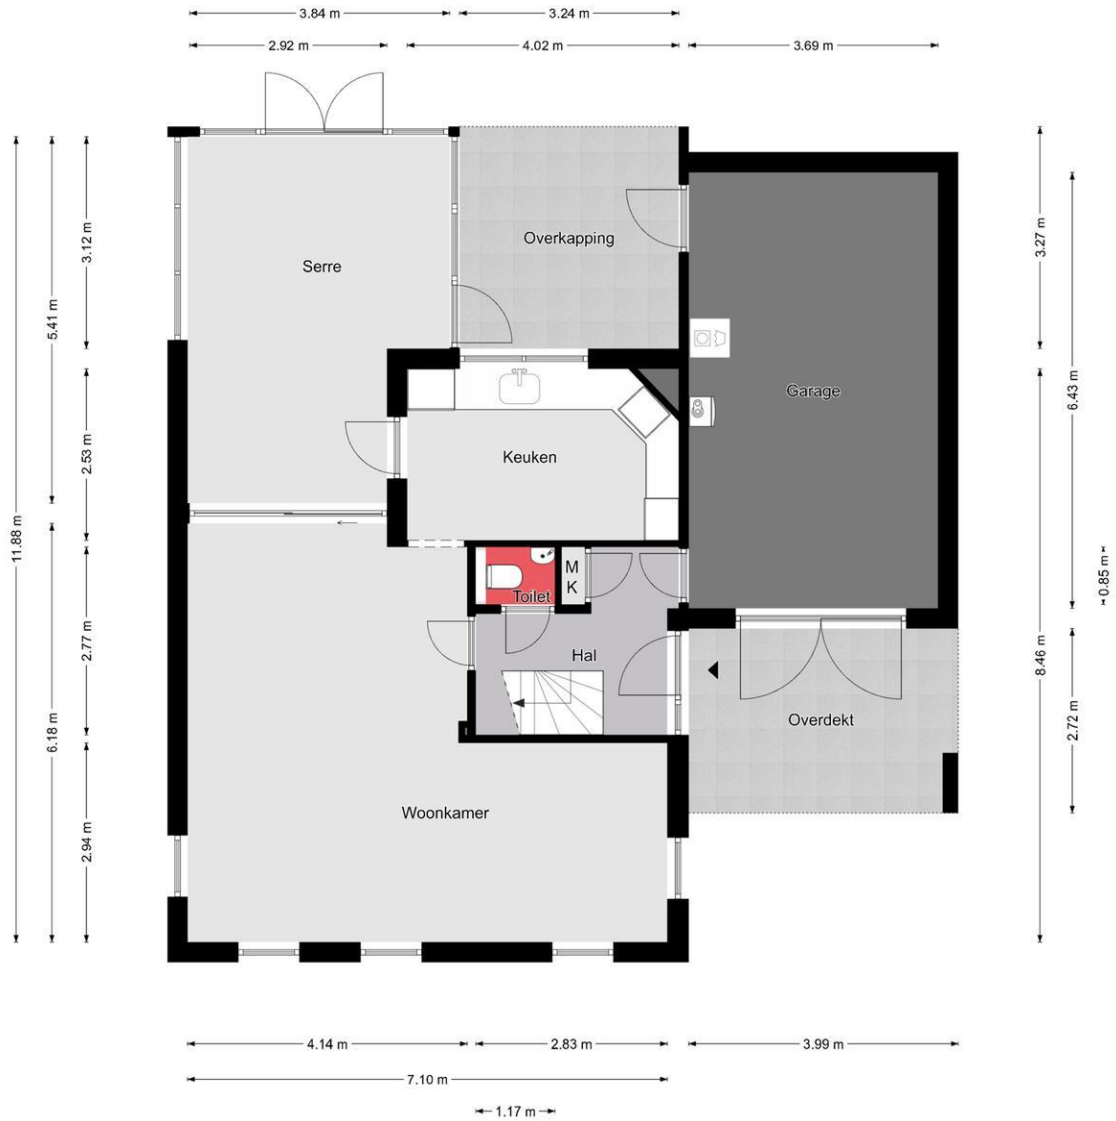 3.84 m
3.24 m
2.92 m
4.02 m
3.69 m
3.12 m
5.41 m
2.53 m
11.88 m
2.77 m
6.18 m
2.94 m
Serre
Overkapping
Garage
Keuken
M
K
Toilet
Hal
Overdekt
Woonkamer
3.27 m
6.43 m
0.85 m
8.46 m
2.72 m
4.14 m
2.83 m
3.99 m
7.10 m
1.17 m